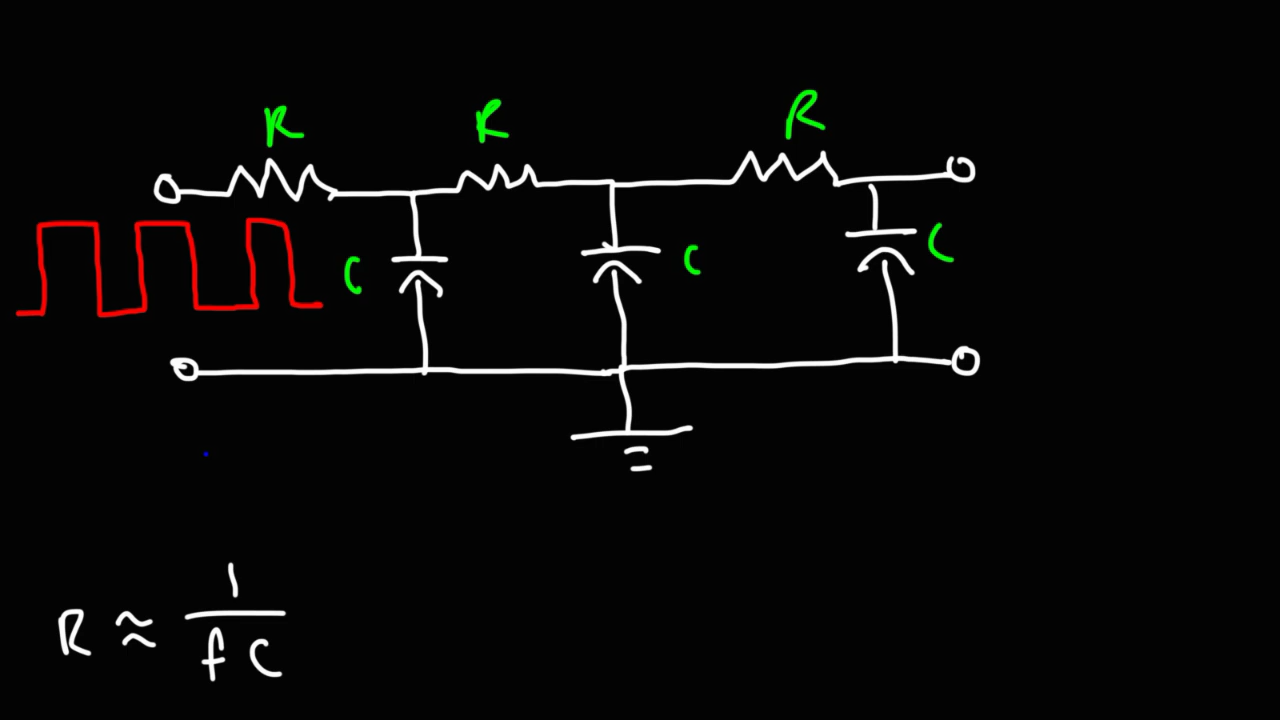 R R R
C C C
R ≈ 1/fC